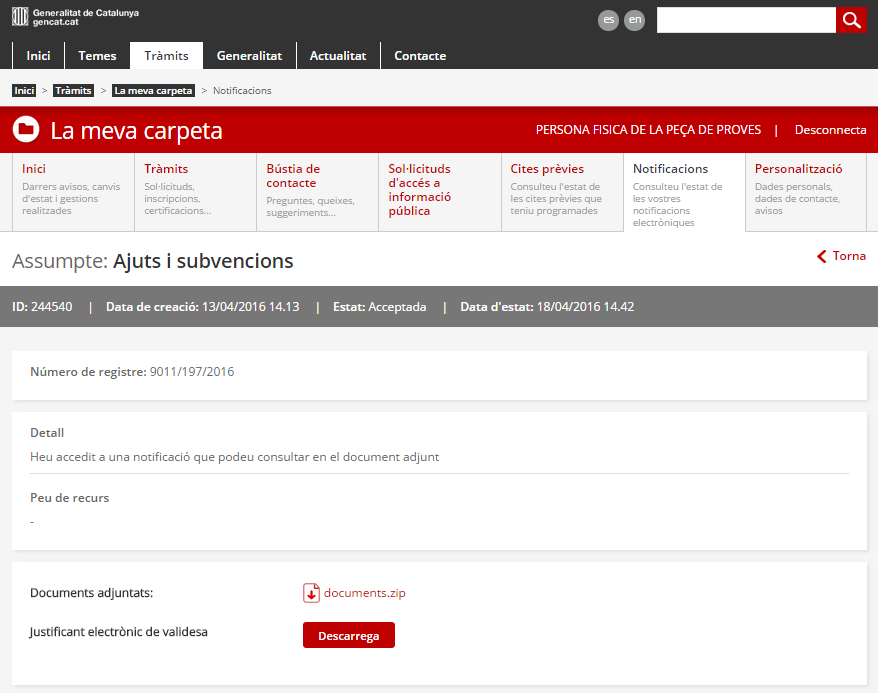 Generalitat de Catalunya
gencat.cat
es en
Inici Temes Tràmits Generalitat Actualitat Contacte
Inici > Tràmits > La meva carpeta > Notificacions
La meva carpeta
PERSONA FISICA DE LA PEÇA DE PROVES | Desconnecta
Inici
Darrers avisos, canvis
d'estat i gestions
realitzades
Tràmits
Sol·licituds,
inscripcions,
certificacions...
Bústia de
contacte
Preguntes, queixes,
suggeriments...
Sol·licituds
d'accés a
informació
pública
Cites prèvies
Consulteu l'estat de
les cites prèvies que
teniu programades
Notificacions
Consulteu l'estat de
les vostres
notificacions
electròniques
Personalització
Dades personals,
dades de contacte,
avisos
Assumpte: Ajuts i subvencions
Torna
ID: 244540 | Data de creació: 13/04/2016 14.13 | Estat: Acceptada | Data d'estat: 18/04/2016 14.42
Número de registre: 9011/197/2016
Detall
Heu accedit a una notificació que podeu consultar en el document adjunt
Peu de recurs
-
Documents adjuntats: documents.zip
Justificant electrònic de validesa Descarrega